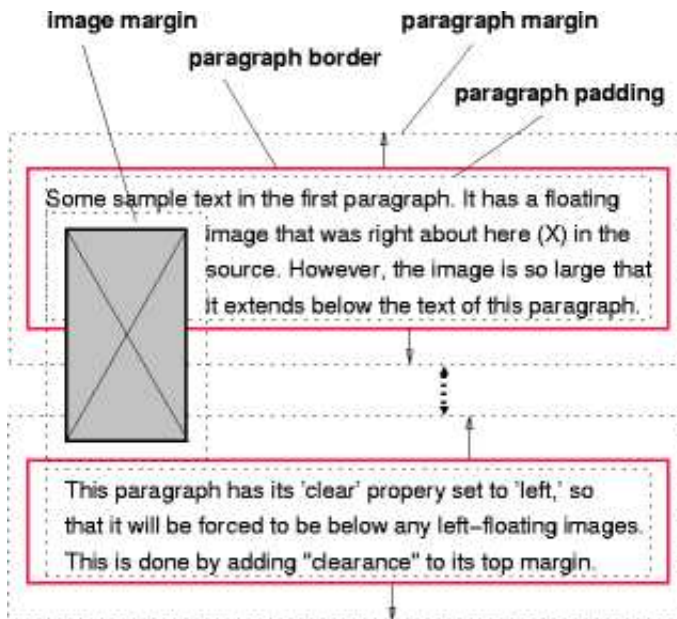 image margin
paragraph margin
paragraph border
paragraph padding
Some sample text in the first paragraph. It has a floating
image that was right about here (X) in the
source. However, the image is so large that
it extends below the text of this paragraph.
This paragraph has its 'clear' propery set to 'left,' so
that it will be forced to be below any left-floating images.
This is done by adding "clearance" to its top margin.